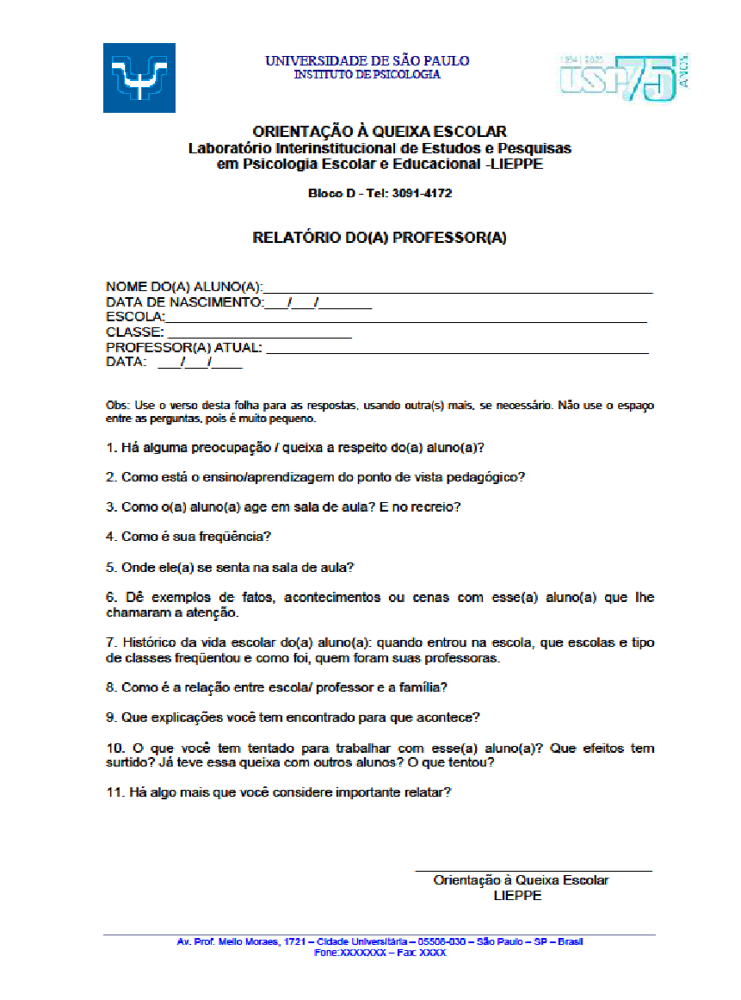 UNIVERSIDADE DE SÃO PAULO
INSTITUTO DE PSICOLOGIA
USP 75 ANOS
ORIENTAÇÃO À QUEIXA ESCOLAR
Laboratório Interinstitucional de Estudos e Pesquisas
em Psicologia Escolar e Educacional -LIEPPE
Bloco D - Tel: 3091-4172
RELATÓRIO DO(A) PROFESSOR(A)
NOME DO(A) ALUNO(A):
DATA DE NASCIMENTO:___/___/_______
ESCOLA:
CLASSE:
PROFESSOR(A) ATUAL:
DATA: ___/___/____
Obs: Use o verso desta folha para as respostas, usando outra(s) mais, se necessário. Não use o espaço
entre as perguntas, pois é muito pequeno.
1. Há alguma preocupação / queixa a respeito do(a) aluno(a)?
2. Como está o ensino/aprendizagem do ponto de vista pedagógico?
3. Como o(a) aluno(a) age em sala de aula? E no recreio?
4. Como é sua freqüência?
5. Onde ele(a) se senta na sala de aula?
6. Dê exemplos de fatos, acontecimentos ou cenas com esse(a) aluno(a) que lhe
chamaram a atenção.
7. Histórico da vida escolar do(a) aluno(a): quando entrou na escola, que escolas e tipo
de classes freqüentou e como foi, quem foram suas professoras.
8. Como é a relação entre escola/ professor e a família?
9. Que explicações você tem encontrado para que acontece?
10. O que você tem tentado para trabalhar com esse(a) aluno(a)? Que efeitos tem
surtido? Já teve essa queixa com outros alunos? O que tentou?
11. Há algo mais que você considere importante relatar?
Orientação à Queixa Escolar
LIEPPE
Av. Prof. Mello Moraes, 1721 – Cidade Universitária – 05508-030 – São Paulo – SP – Brasil
Fone:XXXXXXX – Fax: XXXX